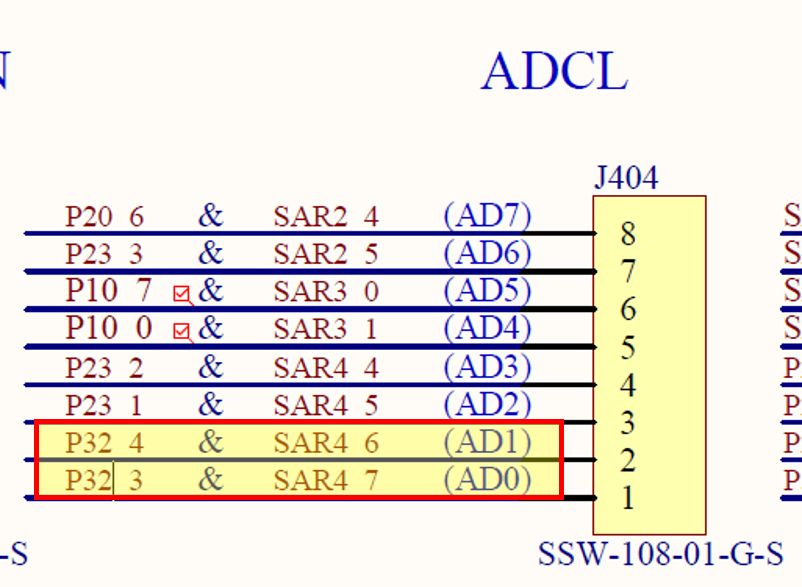 N
ADCL
J404
P20 6 & SAR2 4 (AD7) 8 S
P23 3 & SAR2 5 (AD6) 7 S
P10 7 & SAR3 0 (AD5) 6 S
P10 0 & SAR3 1 (AD4) 5 S
P23 2 & SAR4 4 (AD3) 4 P
P23 1 & SAR4 5 (AD2) 3 P
P32 4 & SAR4 6 (AD1) 2 P
P32 3 & SAR4 7 (AD0) 1 P
-S
SSW-108-01-G-S